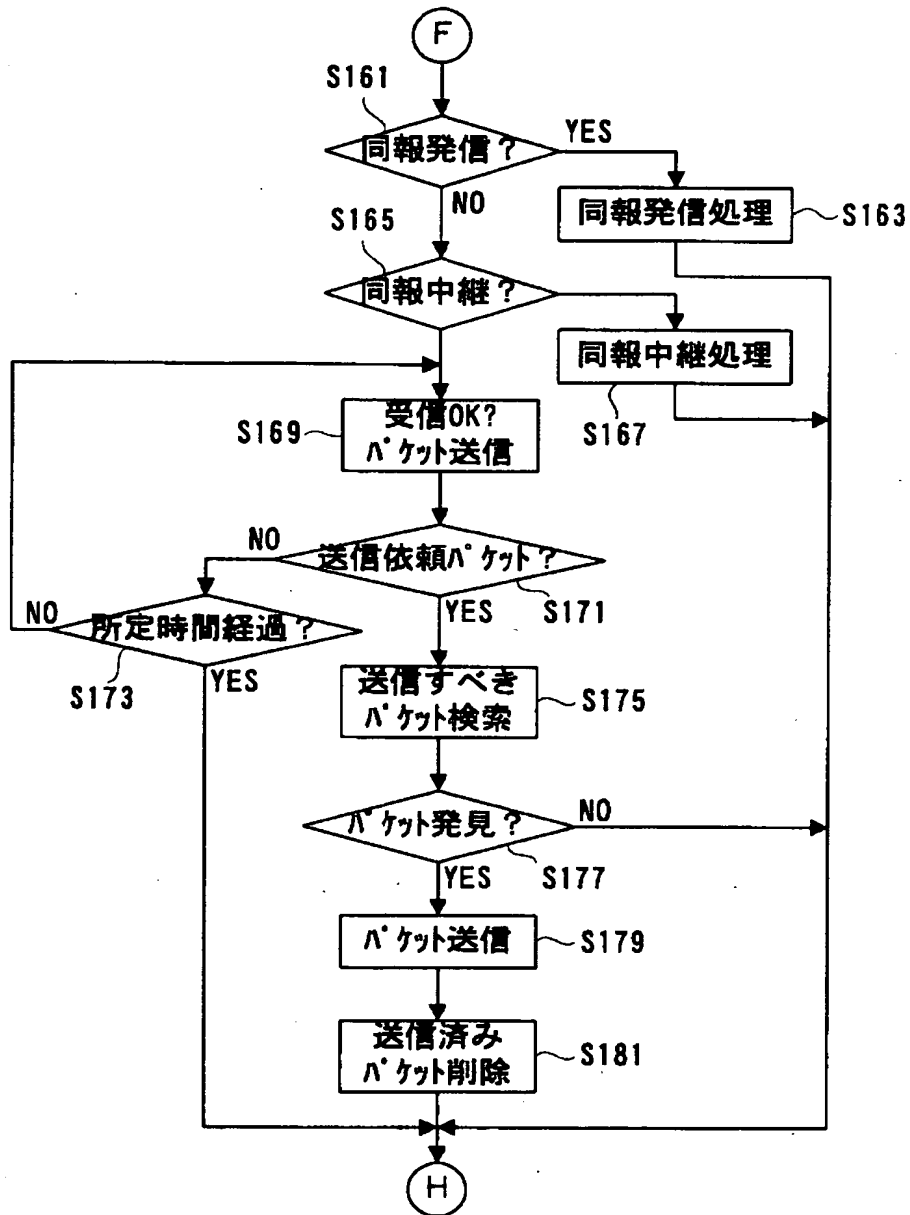 F
S161
同報発信?
YES
NO
同報発信処理
S163
S165
同報中継?
同報中継処理
S167
S169
受信OK?
ﾊﾟｹｯﾄ送信
NO
送信依頼ﾊﾟｹｯﾄ?
S171
YES
NO
所定時間経過?
S173
YES
送信すべき
ﾊﾟｹｯﾄ検索
S175
ﾊﾟｹｯﾄ発見?
NO
S177
YES
ﾊﾟｹｯﾄ送信
S179
送信済み
ﾊﾟｹｯﾄ削除
S181
H